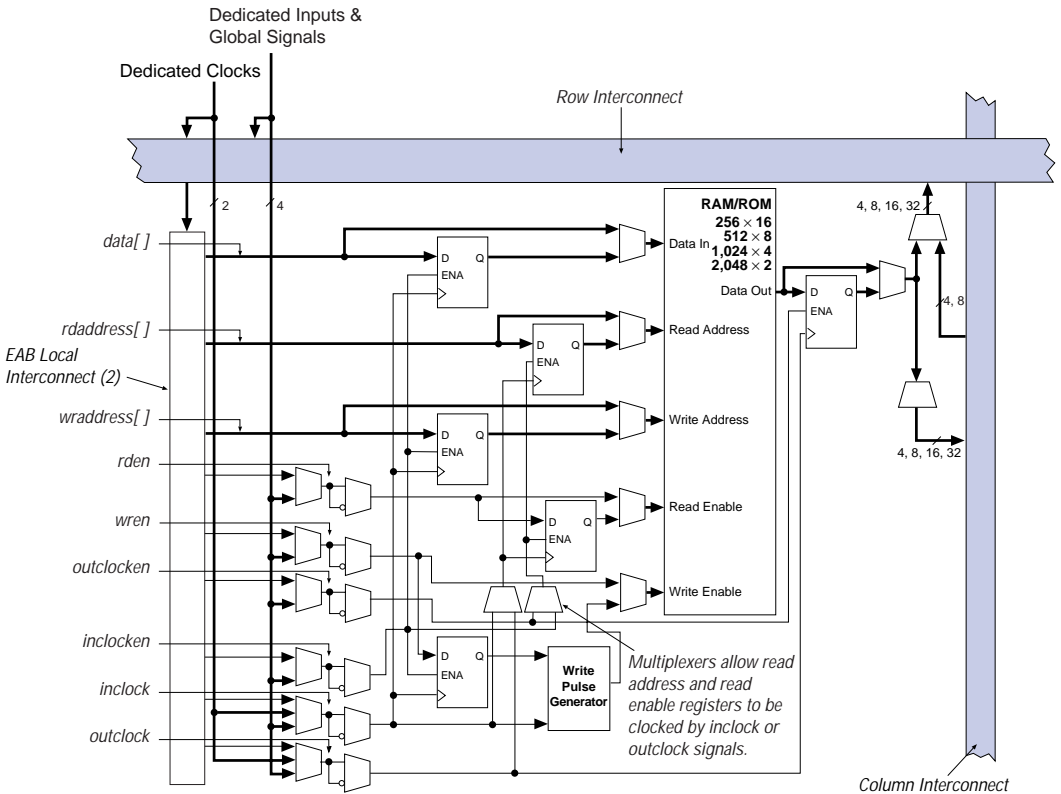 Dedicated Inputs &
Global Signals
Dedicated Clocks
Row Interconnect
2
4
4, 8, 16, 32
RAM/ROM
256 × 16
512 × 8
1,024 × 4
2,048 × 2
data[ ]
D
Q
ENA
Data In
Data Out
D
Q
ENA
4, 8
rdaddress[ ]
D
Q
ENA
Read Address
EAB Local
Interconnect (2)
wraddress[ ]
D
Q
ENA
Write Address
4, 8, 16, 32
rden
Read Enable
D
Q
ENA
wren
outclocken
Write Enable
inclocken
D
Q
ENA
Write
Pulse
Generator
Multiplexers allow read
address and read
enable registers to be
clocked by inclock or
outclock signals.
inclock
outclock
Column Interconnect